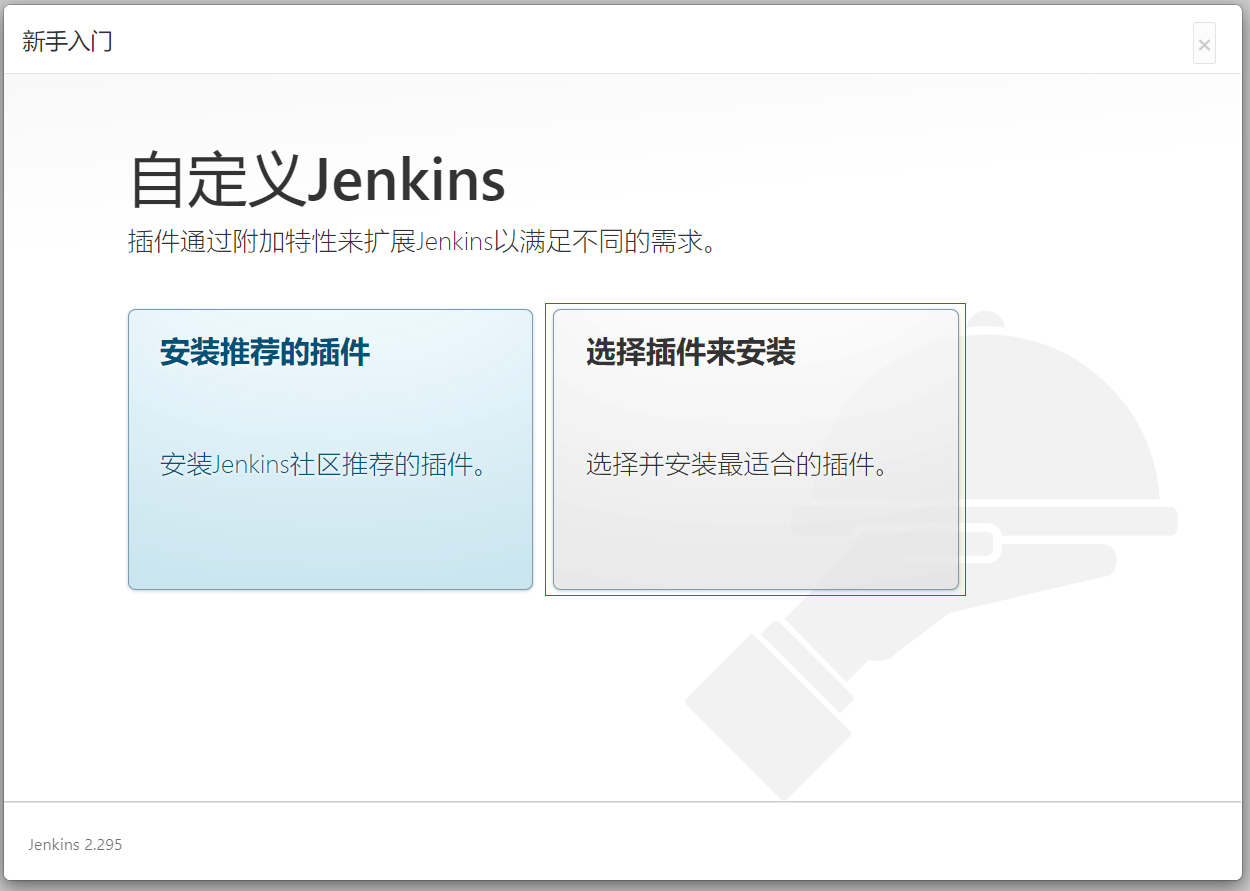 新手入门
×
自定义Jenkins
插件通过附加特性来扩展Jenkins以满足不同的需求。
安装推荐的插件
安装Jenkins社区推荐的插件。
选择插件来安装
选择并安装最适合的插件。
Jenkins 2.295